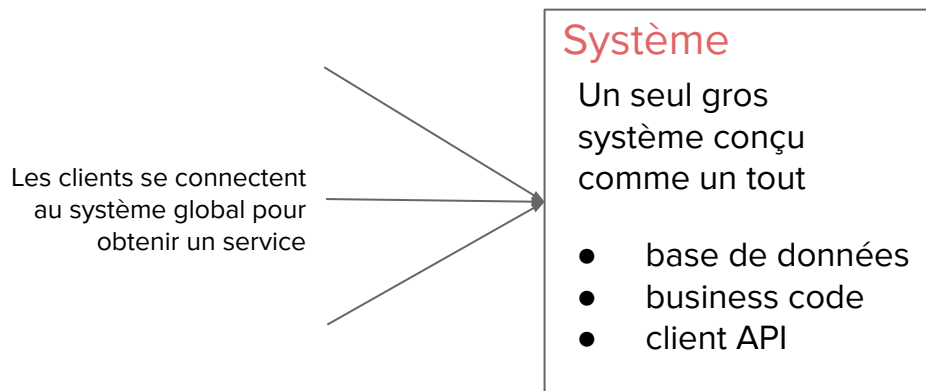 Système
Un seul gros
système conçu
comme un tout
Les clients se connectent
au système global pour
obtenir un service
● base de données
● business code
● client API